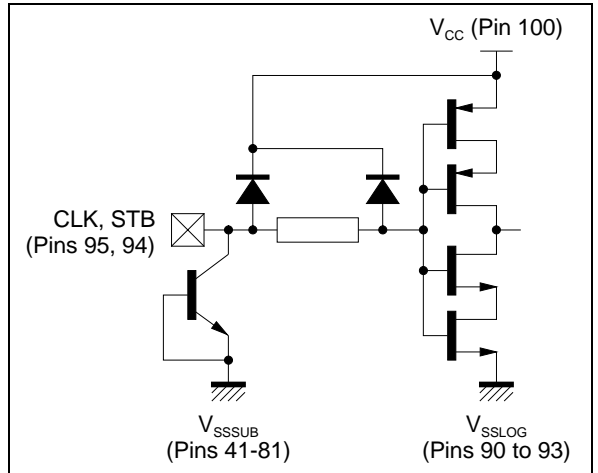 V_CC (Pin 100)
CLK, STB
(Pins 95, 94)
V_SSSUB
(Pins 41-81)
V_SSLOG
(Pins 90 to 93)